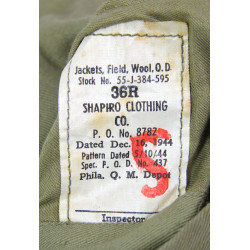 Jackets, Field, Wool, O.D
Stock No. 55-J-384-595
36R
SHAPIRO CLOTHING
CO.
P. O. No. 8782
Dated Dec. 16, 1944
Pattern Dated 5/10/44
Spec. P. Q. D. No. 437
Phila. Q. M. Depot
Inspector